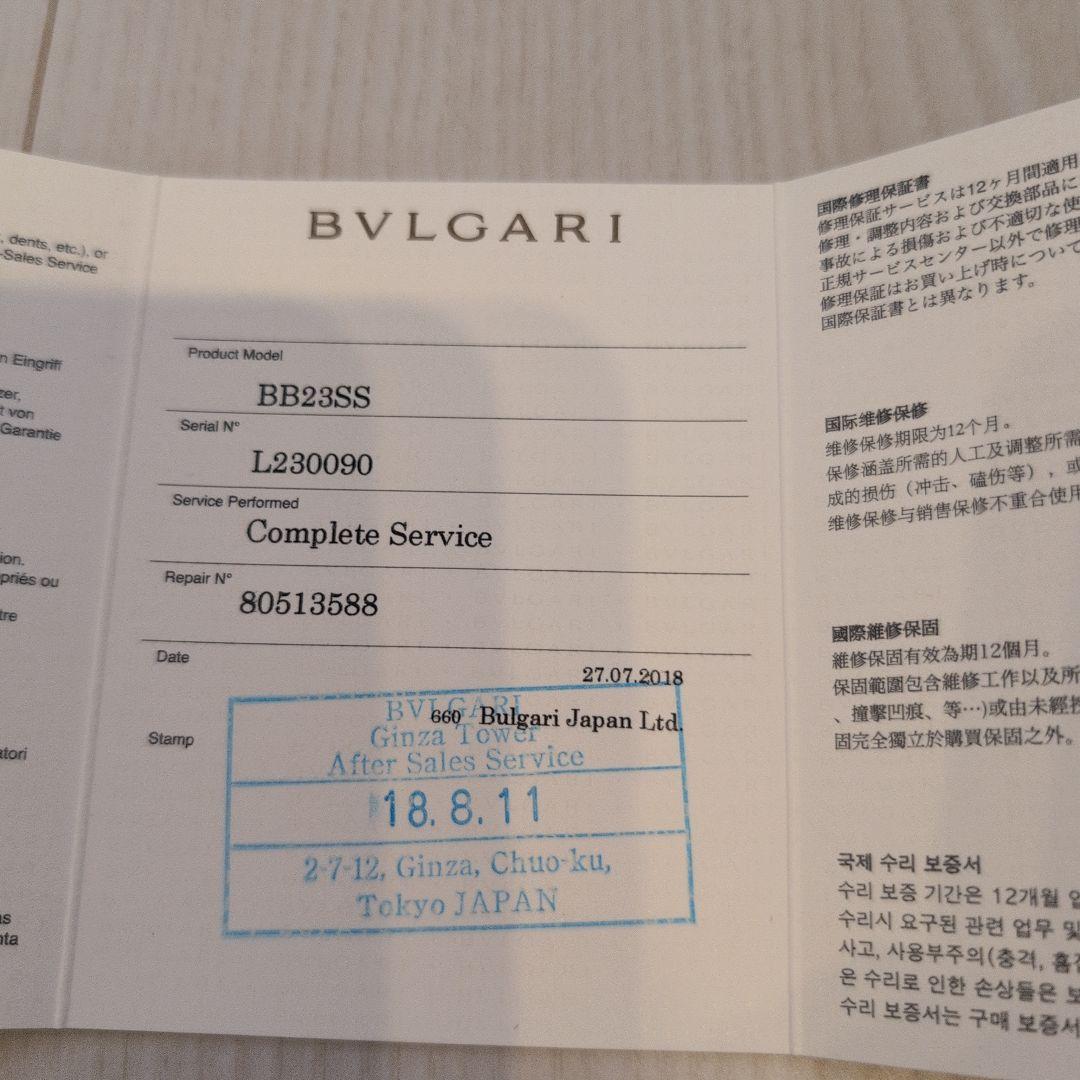 , dents, etc.), or
-Sales Service
n Eingriff
zer,
t von
Garantie
ion.
priés ou
tre
atori
as
nta
BVLGARI
Product Model
BB23SS
Serial N°
L230090
Service Performed
Complete Service
Repair N°
80513588
Date
27.07.2018
660 Bulgari Japan Ltd.
Stamp
BVLGARI
Ginza Tower
After Sales Service
'18. 8. 11
2-7-12, Ginza, Chuo-ku,
Tokyo JAPAN
国際修理保証書
修理保証サービスは12ヶ月間適用
修理・調整内容および交換部品に
事故による損傷および不適切な使
正規サービスセンター以外で修理
修理保証はお買い上げ時について
国際保証書とは異なります。
国际维修保修
维修保修期限为12个月。
保修涵盖所需的人工及调整所需
成的损伤（冲击、磕伤等），或
维修保修与销售保修不重合使用
國際維修保固
維修保固有效為期12個月。
保固範圍包含維修工作以及所
、撞擊凹痕、等…)或由未經授
固完全獨立於購買保固之外。
국제 수리 보증서
수리 보증 기간은 12개월 입
수리시 요구된 관련 업무 및
사고, 사용부주의(충격, 흠집
은 수리로 인한 손상들은 보
수리 보증서는 구매 보증서